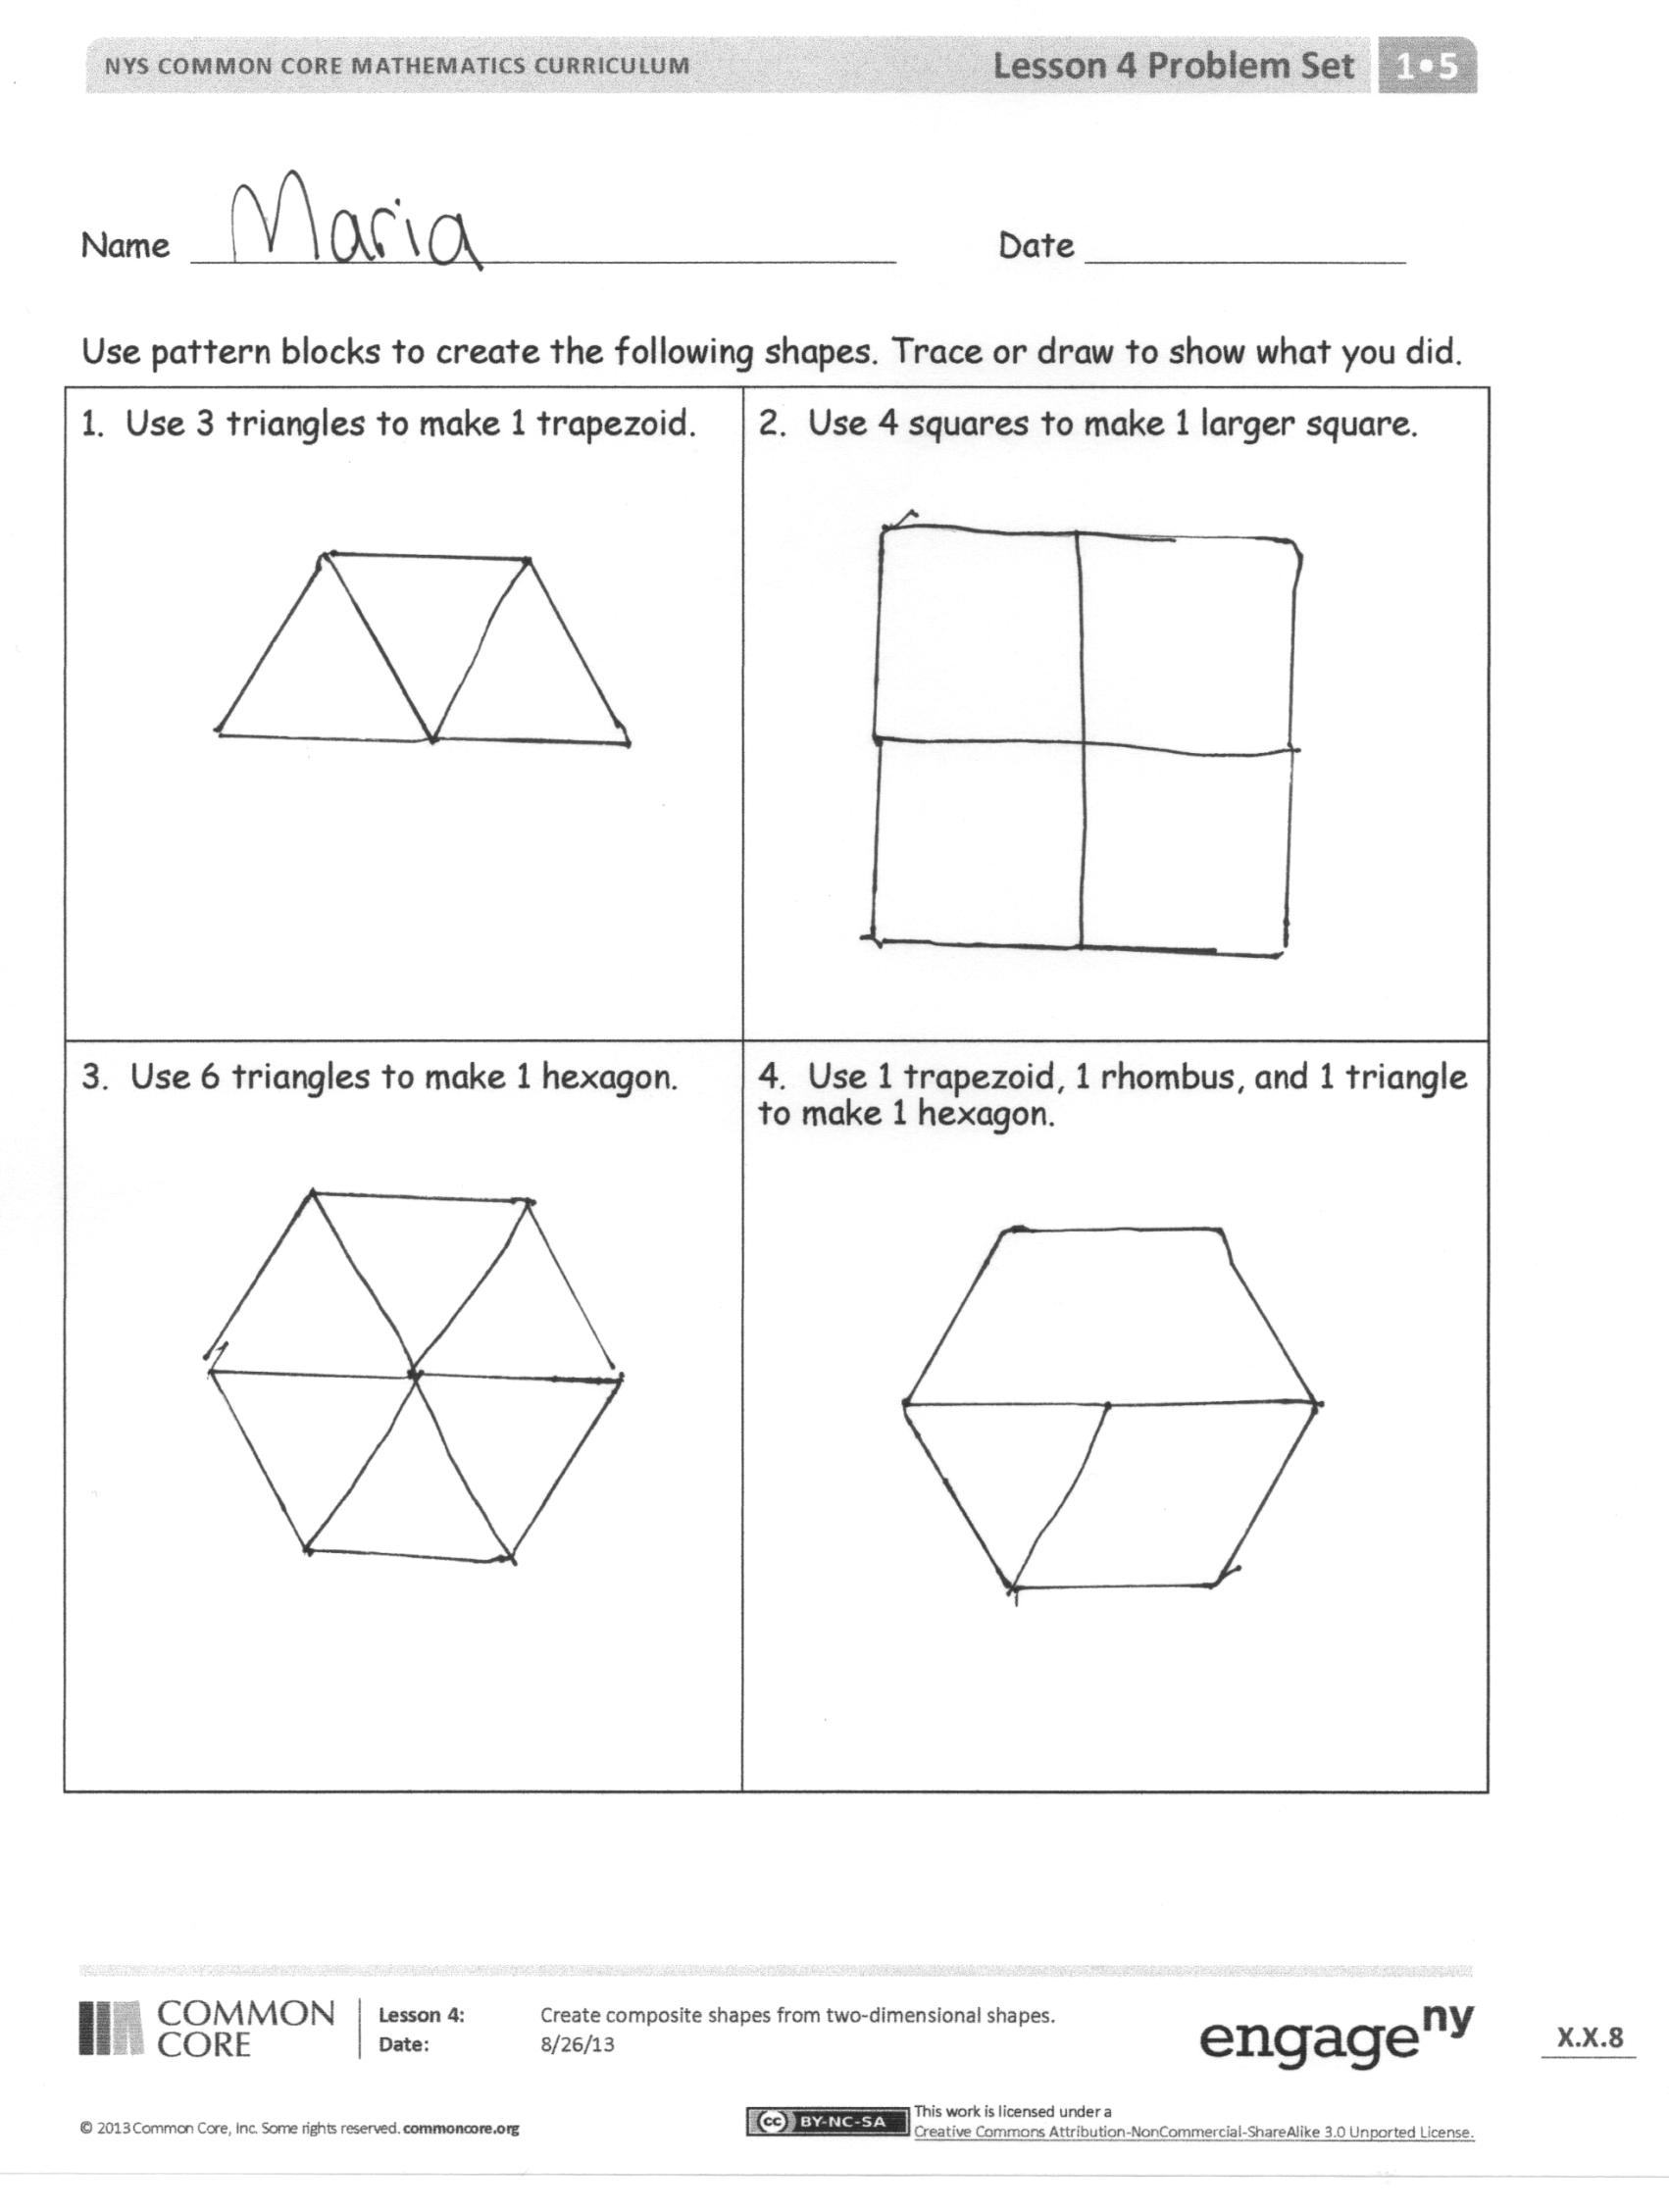 NYS COMMON CORE MATHEMATICS CURRICULUM
Lesson 4 Problem Set
1•5
Name Maria
Date
Use pattern blocks to create the following shapes. Trace or draw to show what you did.
1. Use 3 triangles to make 1 trapezoid.
2. Use 4 squares to make 1 larger square.
3. Use 6 triangles to make 1 hexagon.
4. Use 1 trapezoid, 1 rhombus, and 1 triangle
to make 1 hexagon.
COMMON
CORE
Lesson 4:
Create composite shapes from two-dimensional shapes.
Date:
8/26/13
engageny
X.X.8
© 2013 Common Core, Inc. Some rights reserved. commoncore.org
cc BY-NC-SA
This work is licensed under a
Creative Commons Attribution-NonCommercial-ShareAlike 3.0 Unported License.